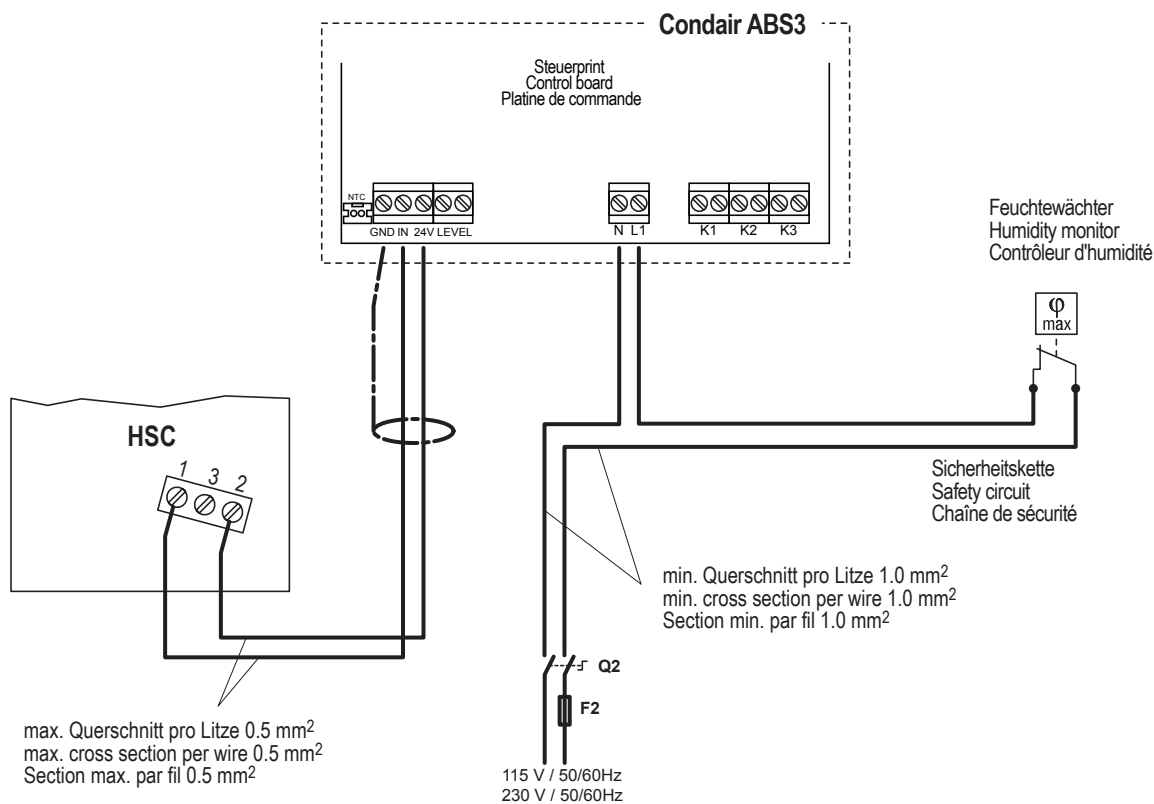 Condair ABS3
Steuerprint
Control board
Platine de commande
NTC
GND IN 24V LEVEL
N L1
K1 K2 K3
Feuchtewächter
Humidity monitor
Contrôleur d'humidité
φ
max
HSC
1 3 2
Sicherheitskette
Safety circuit
Chaîne de sécurité
min. Querschnitt pro Litze 1.0 mm²
min. cross section per wire 1.0 mm²
Section min. par fil 1.0 mm²
Q2
F2
max. Querschnitt pro Litze 0.5 mm²
max. cross section per wire 0.5 mm²
Section max. par fil 0.5 mm²
115 V / 50/60Hz
230 V / 50/60Hz